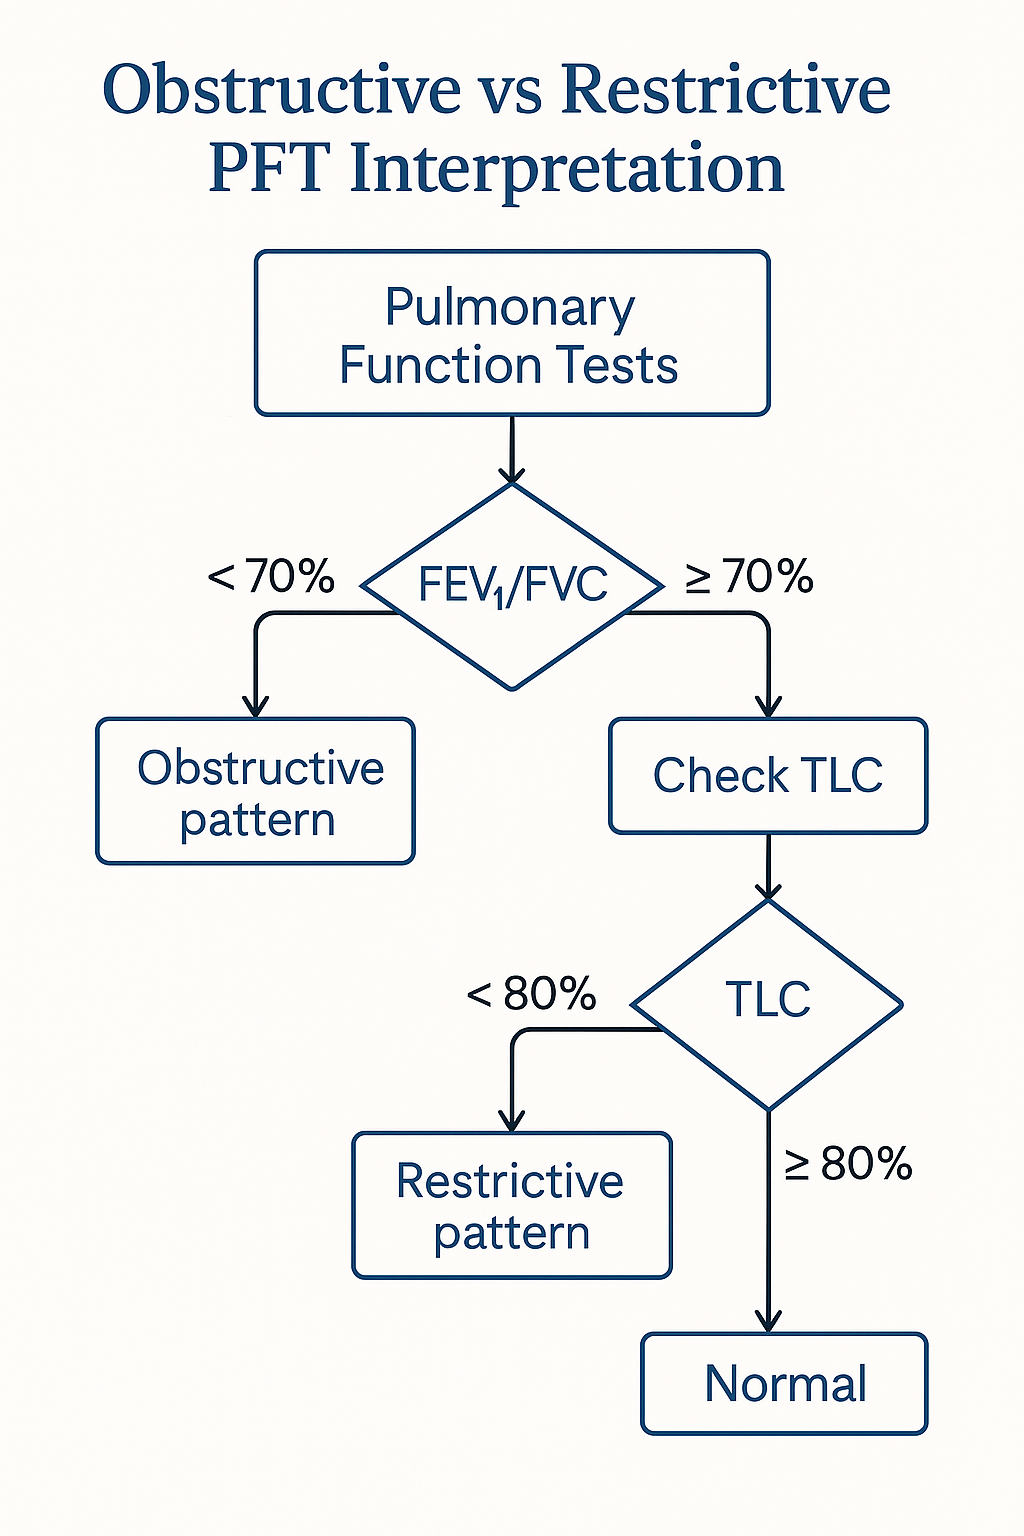 Obstructive vs Restrictive
PFT Interpretation
Pulmonary
Function Tests
FEV₁/FVC
< 70%
≥ 70%
Obstructive
pattern
Check TLC
TLC
< 80%
≥ 80%
Restrictive
pattern
Normal